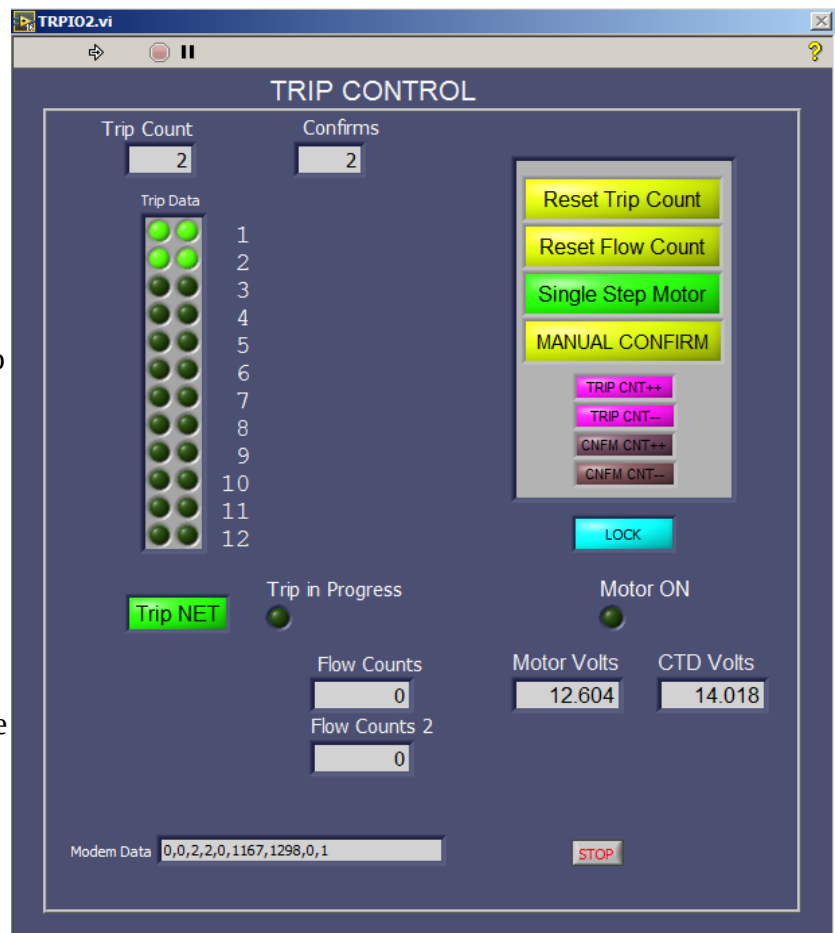 TRPIO2.vi
TRIP CONTROL
Trip Count Confirms
2 2
Trip Data
1
2
3
4
5
6
7
8
9
10
11
12
Reset Trip Count
Reset Flow Count
Single Step Motor
MANUAL CONFIRM
TRIP CNT++
TRIP CNT--
CNFM CNT++
CNFM CNT--
LOCK
Trip NET
Trip in Progress
Motor ON
Flow Counts
0
Flow Counts 2
0
Motor Volts CTD Volts
12.604 14.018
Modem Data 0,0,2,2,0,1167,1298,0,1
STOP